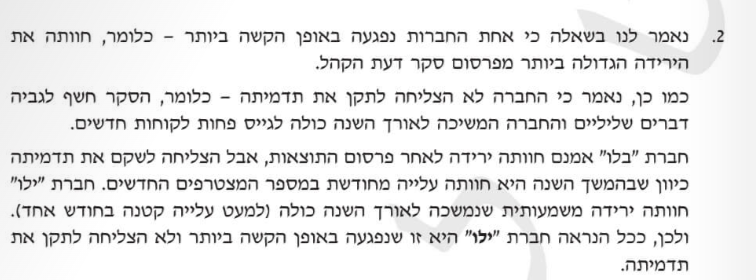 2. נאמר לנו בשאלה כי אחת החברות נפגעה באופן הקשה ביותר – כלומר, חוותה את
הירידה הגדולה ביותר מפרסום סקר דעת הקהל.
כמו כן, נאמר כי החברה לא הצליחה לתקן את תדמיתה – כלומר, הסקר חשף לגביה
דברים שליליים והחברה המשיכה לאורך השנה כולה לגייס פחות לקוחות חדשים.
חברת "בלו" אמנם חוותה ירידה לאחר פרסום התוצאות, אבל הצליחה לשקם את תדמיתה
כיוון שבהמשך השנה היא חוותה עלייה מחודשת במספר המצטרפים החדשים. חברת "ילו"
חוותה ירידה משמעותית שנמשכה לאורך השנה כולה (למעט עלייה קטנה בחודש אחד).
ולכן, ככל הנראה חברת "ילו" היא זו שנפגעה באופן הקשה ביותר ולא הצליחה לתקן את
תדמיתה.